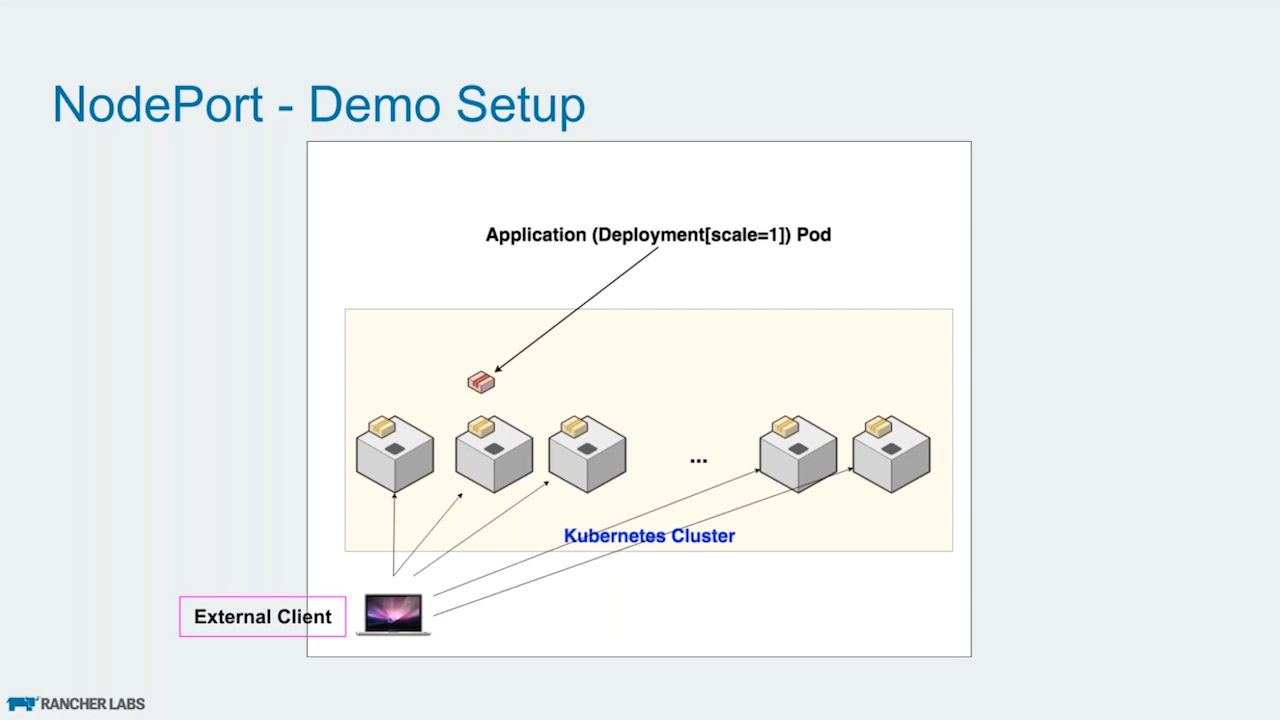 NodePort - Demo Setup
Application (Deployment[scale=1]) Pod
...
Kubernetes Cluster
External Client
RANCHER LABS